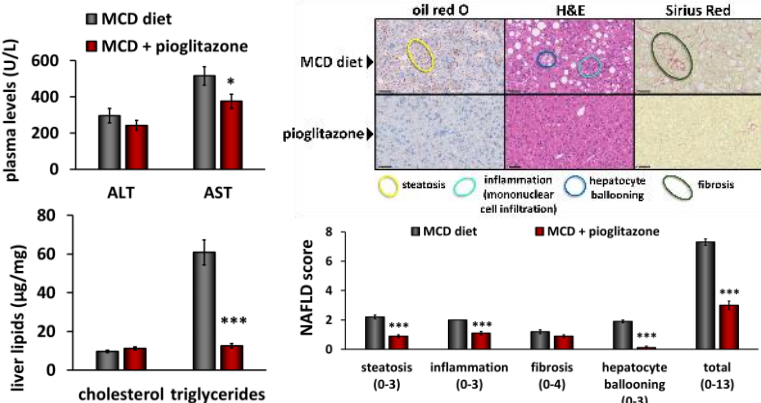 MCD diet
MCD + pioglitazone
plasma levels (U/L)
600
400
200
0
ALT AST
*
liver lipids (µg/mg)
80
60
40
20
0
cholesterol triglycerides
***
oil red O H&E Sirius Red
MCD diet
pioglitazone
steatosis
inflammation
(mononuclear
cell infiltration)
hepatocyte
ballooning
fibrosis
MCD diet MCD + pioglitazone
NAFLD score
8
6
4
2
0
*** *** *** ***
steatosis
(0-3)
inflammation
(0-3)
fibrosis
(0-4)
hepatocyte
ballooning
(0-3)
total
(0-13)